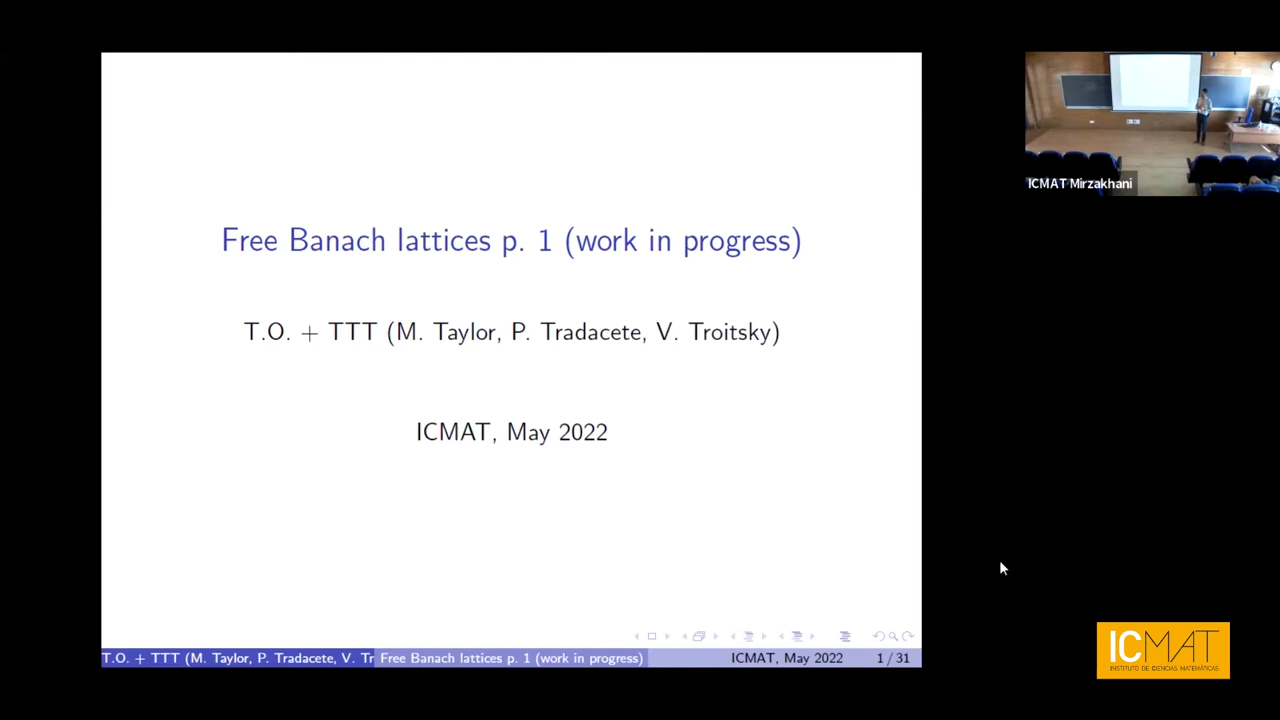 Free Banach lattices p. 1 (work in progress)
T.O. + TTT (M. Taylor, P. Tradacete, V. Troitsky)
ICMAT, May 2022
T.O. + TTT (M. Taylor, P. Tradacete, V. Tr
Free Banach lattices p. 1 (work in progress)
ICMAT, May 2022
1 / 31
ICMAT Mirzakhani
ICMAT
INSTITUTO DE CIENCIAS MATEMÁTICAS